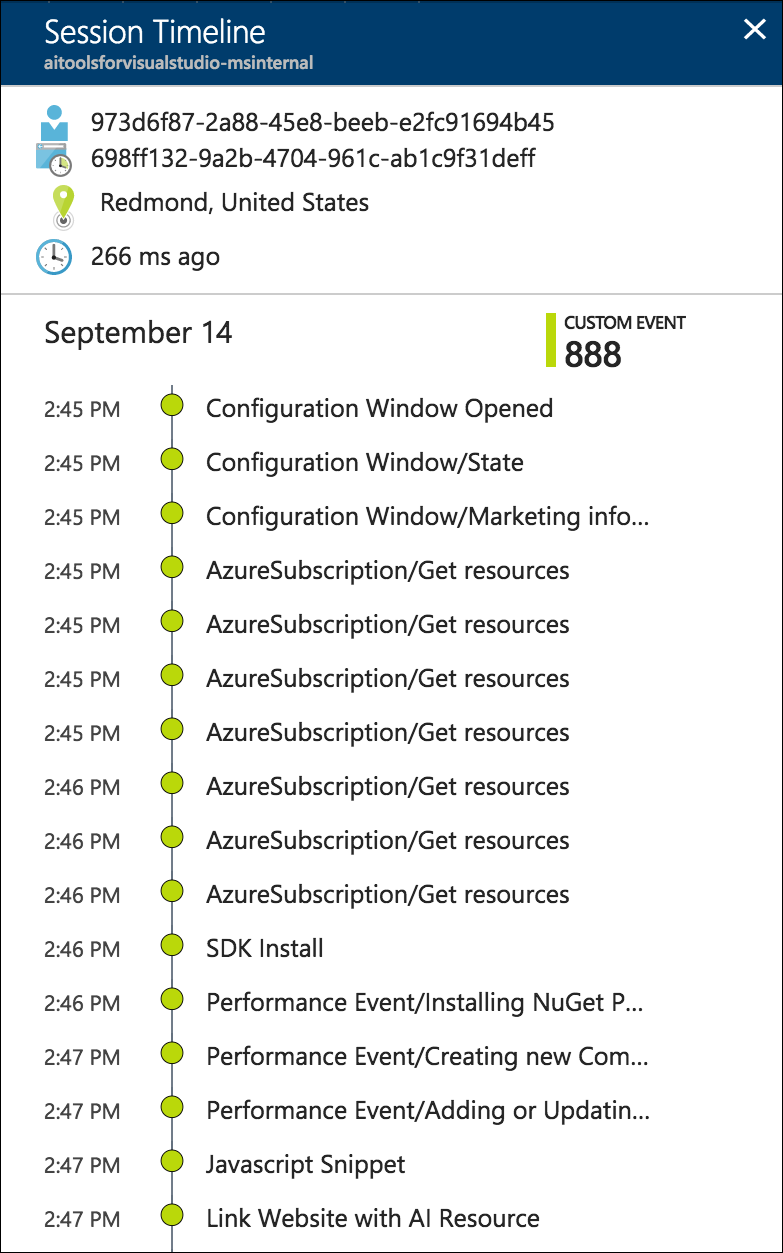 Session Timeline
aitoolsforvisualstudio-msinternal
973d6f87-2a88-45e8-beeb-e2fc91694b45
698ff132-9a2b-4704-961c-ab1c9f31deff
Redmond, United States
266 ms ago
September 14
CUSTOM EVENT
888
2:45 PM Configuration Window Opened
2:45 PM Configuration Window/State
2:45 PM Configuration Window/Marketing info...
2:45 PM AzureSubscription/Get resources
2:45 PM AzureSubscription/Get resources
2:45 PM AzureSubscription/Get resources
2:45 PM AzureSubscription/Get resources
2:46 PM AzureSubscription/Get resources
2:46 PM AzureSubscription/Get resources
2:46 PM AzureSubscription/Get resources
2:46 PM SDK Install
2:46 PM Performance Event/Installing NuGet P...
2:47 PM Performance Event/Creating new Com...
2:47 PM Performance Event/Adding or Updatin...
2:47 PM Javascript Snippet
2:47 PM Link Website with AI Resource